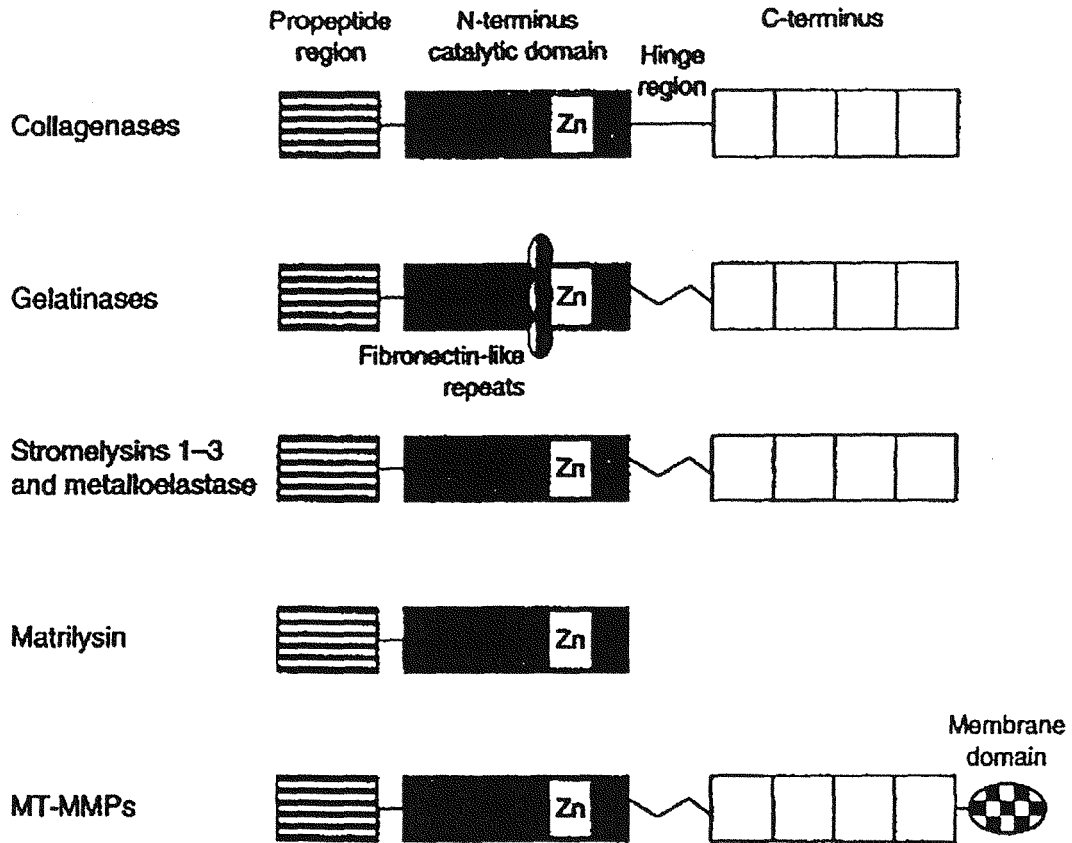 Propeptide
region
N-terminus
catalytic domain
Hinge
region
C-terminus
Collagenases
Zn
Gelatinases
Zn
Fibronectin-like
repeats
Stromelysins 1–3
and metalloelastase
Zn
Matrilysin
Zn
Membrane
domain
MT-MMPs
Zn